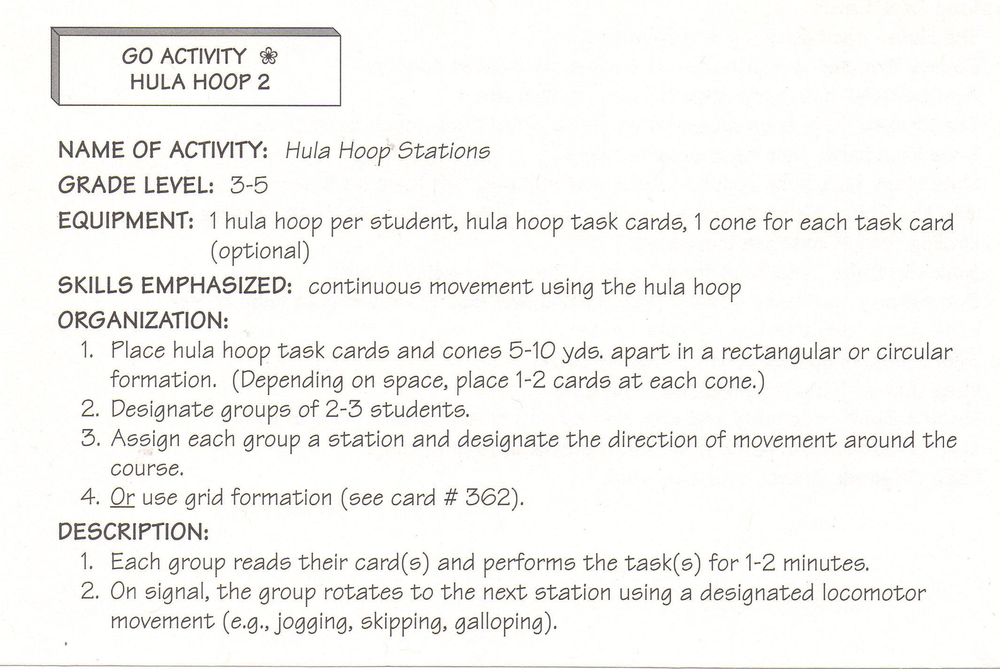 GO ACTIVITY
HULA HOOP 2
NAME OF ACTIVITY: Hula Hoop Stations
GRADE LEVEL: 3-5
EQUIPMENT: 1 hula hoop per student, hula hoop task cards, 1 cone for each task card
(optional)
SKILLS EMPHASIZED: continuous movement using the hula hoop
ORGANIZATION:
1. Place hula hoop task cards and cones 5-10 yds. apart in a rectangular or circular
formation. (Depending on space, place 1-2 cards at each cone.)
2. Designate groups of 2-3 students.
3. Assign each group a station and designate the direction of movement around the
course.
4. Or use grid formation (see card # 362).
DESCRIPTION:
1. Each group reads their card(s) and performs the task(s) for 1-2 minutes.
2. On signal, the group rotates to the next station using a designated locomotor
movement (e.g., jogging, skipping, galloping).